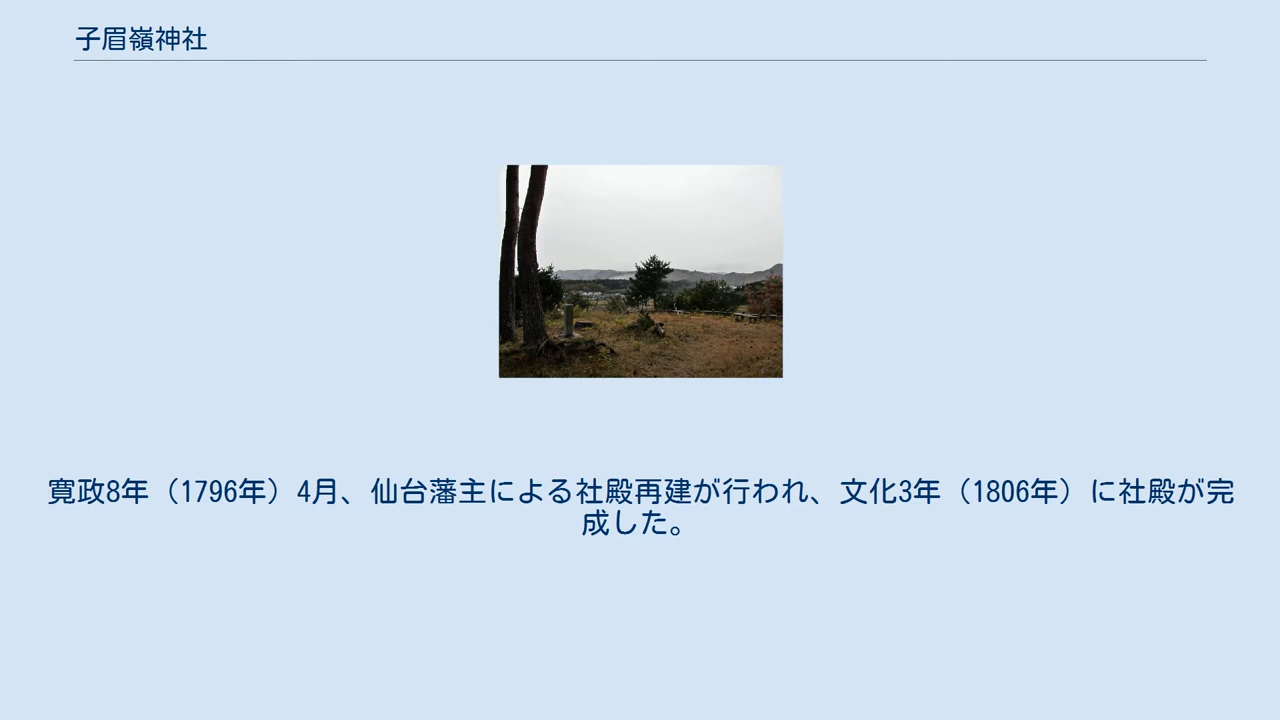 子眉嶺神社
寛政8年（1796年）4月、仙台藩主による社殿再建が行われ、文化3年（1806年）に社殿が完
成した。